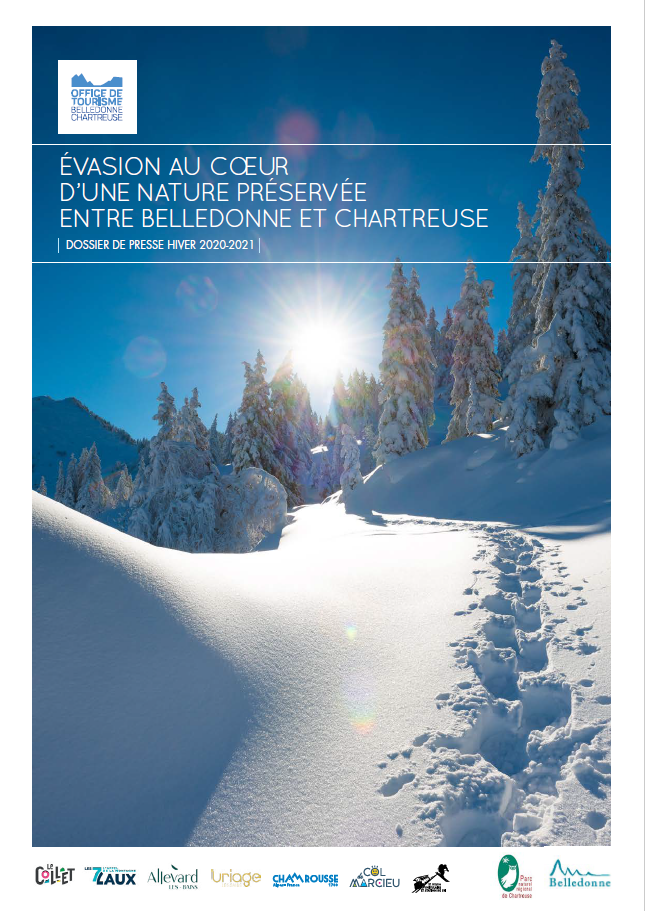 OFFICE DE
TOURISME
BELLEDONNE
CHARTREUSE
ÉVASION AU CŒUR
D'UNE NATURE PRÉSERVÉE
ENTRE BELLEDONNE ET CHARTREUSE
DOSSIER DE PRESSE HIVER 2020-2021
LE
COLLET
LES 7
LAUX
Allevard
LES - BAINS
Uriage
CHAMROUSSE
Alpes - France
COL
MARCIEU
Parc
naturel
régional
de Chartreuse
Belledonne